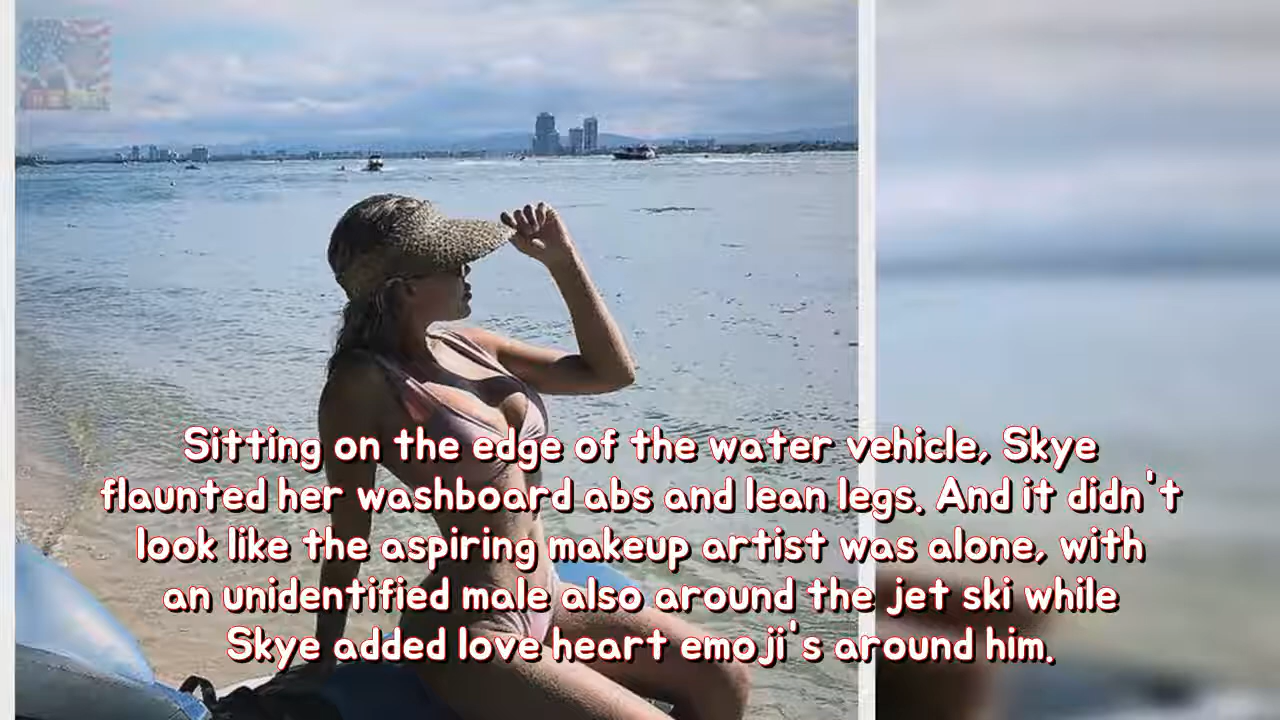 Sitting on the edge of the water vehicle, Skye
flaunted her washboard abs and lean legs. And it didn't
look like the aspiring makeup artist was alone, with
an unidentified male also around the jet ski while
Skye added love heart emoji's around him.